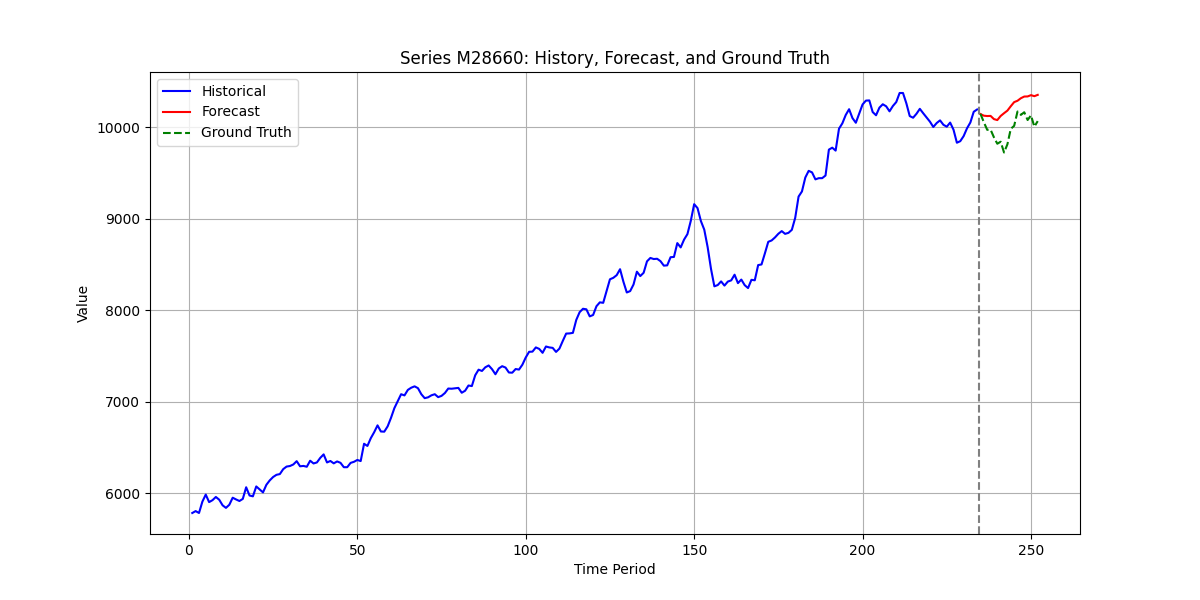 Series M28660: History, Forecast, and Ground Truth
Historical
Forecast
Ground Truth
10000
9000
8000
7000
6000
Value
0 50 100 150 200 250
Time Period